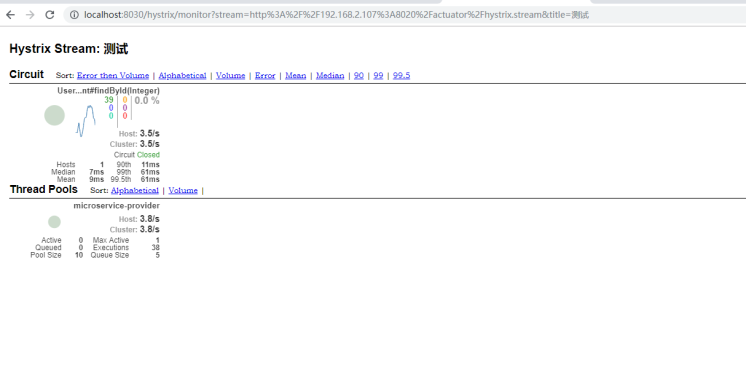 localhost:8030/hystrix/monitor?stream=http%3A%2F%2F192.168.2.107%3A8020%2Factuator%2Fhystrix.stream&title=测试
Hystrix Stream: 测试
Circuit Sort: Error then Volume | Alphabetical | Volume | Error | Mean | Median | 90 | 99 | 99.5
User...nt#findById(Integer)
39 0 0.0 %
0 0
0 0
Host: 3.5/s
Cluster: 3.5/s
Circuit Closed
Hosts 1 90th 11ms
Median 7ms 99th 61ms
Mean 9ms 99.5th 61ms
Thread Pools Sort: Alphabetical | Volume |
microservice-provider
Host: 3.8/s
Cluster: 3.8/s
Active 0 Max Active 1
Queued 0 Executions 38
Pool Size 10 Queue Size 5